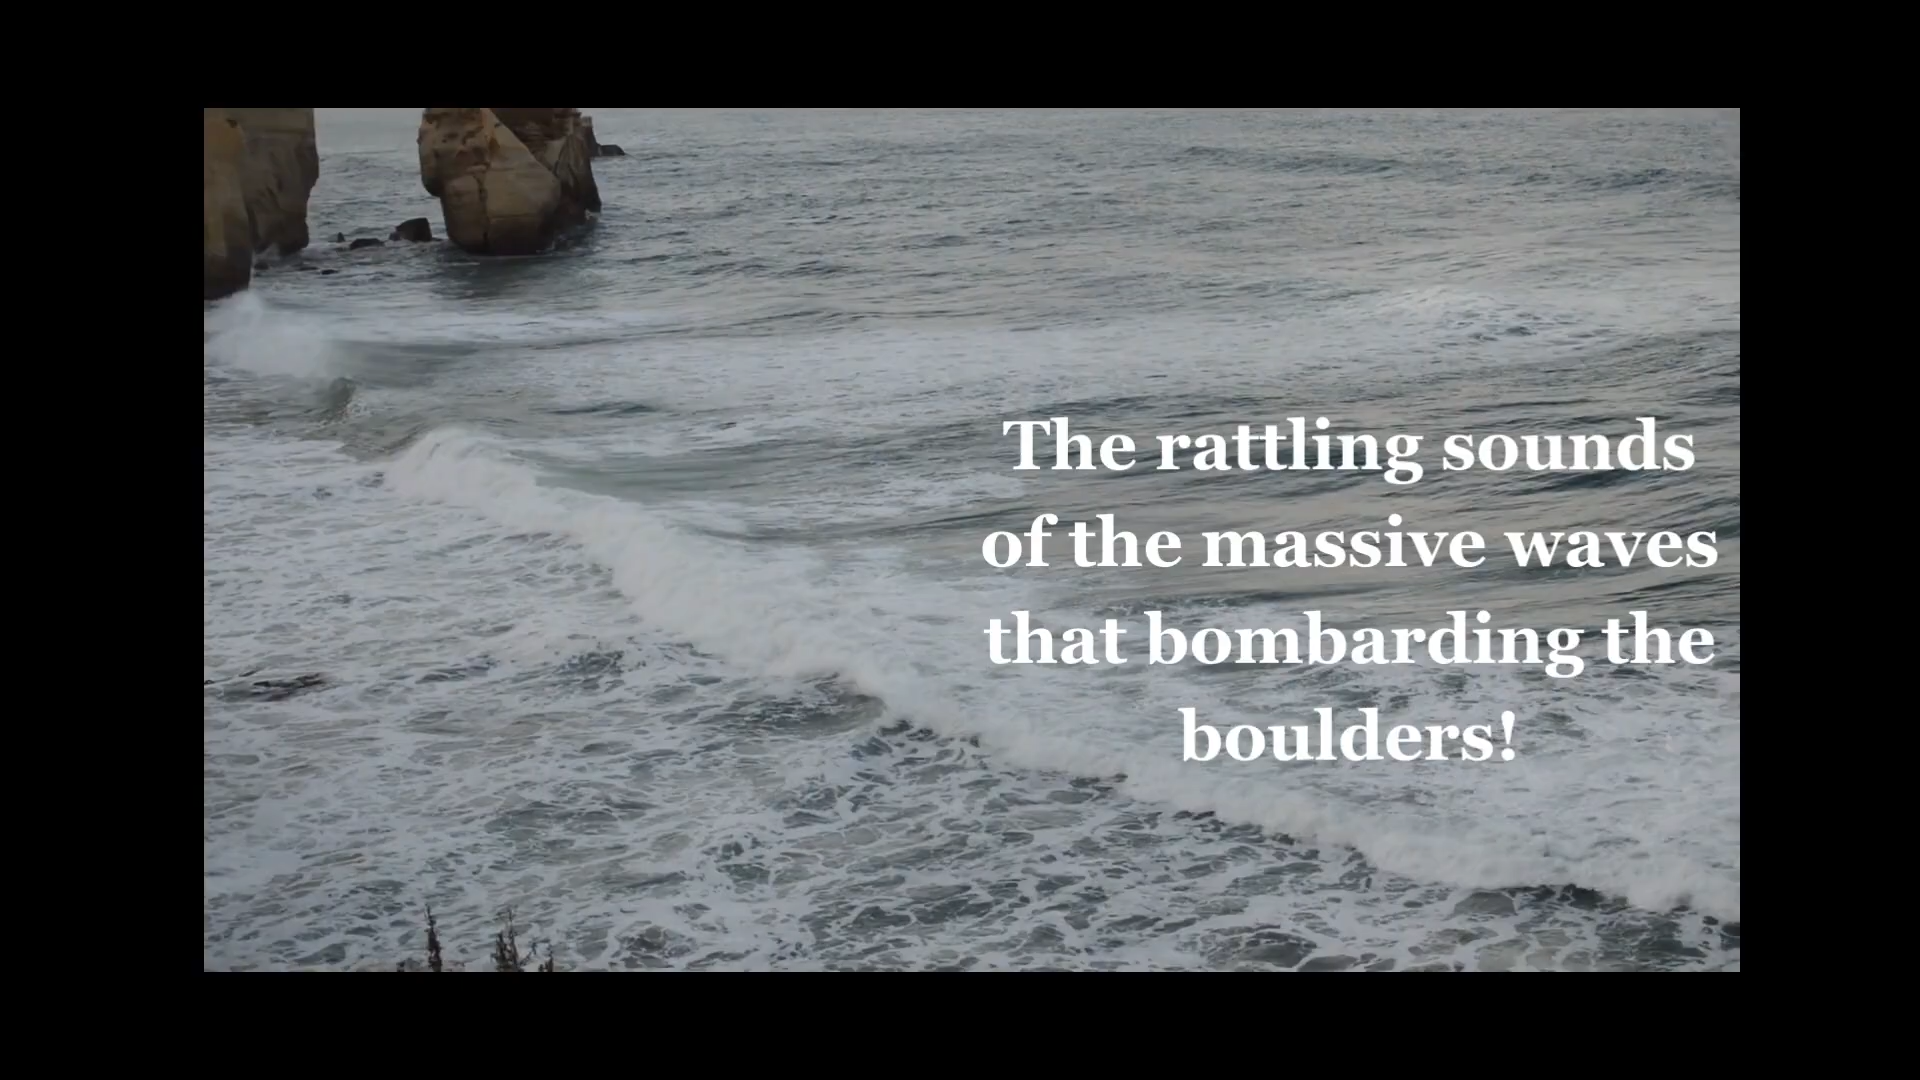 The rattling sounds
of the massive waves
that bombarding the
boulders!